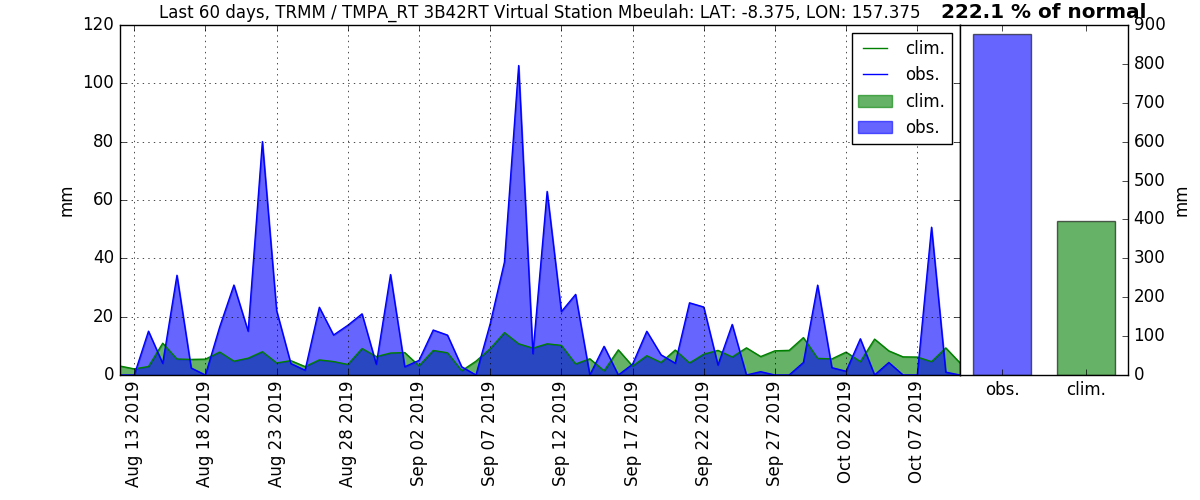 Last 60 days, TRMM / TMPA_RT 3B42RT Virtual Station Mbeulah: LAT: -8.375, LON: 157.375
222.1 % of normal
120
100
80
60
40
20
0
mm
clim.
obs.
clim.
obs.
900
800
700
600
500
400
300
200
100
0
mm
obs.
clim.
Aug 13 2019
Aug 18 2019
Aug 23 2019
Aug 28 2019
Sep 02 2019
Sep 07 2019
Sep 12 2019
Sep 17 2019
Sep 22 2019
Sep 27 2019
Oct 02 2019
Oct 07 2019